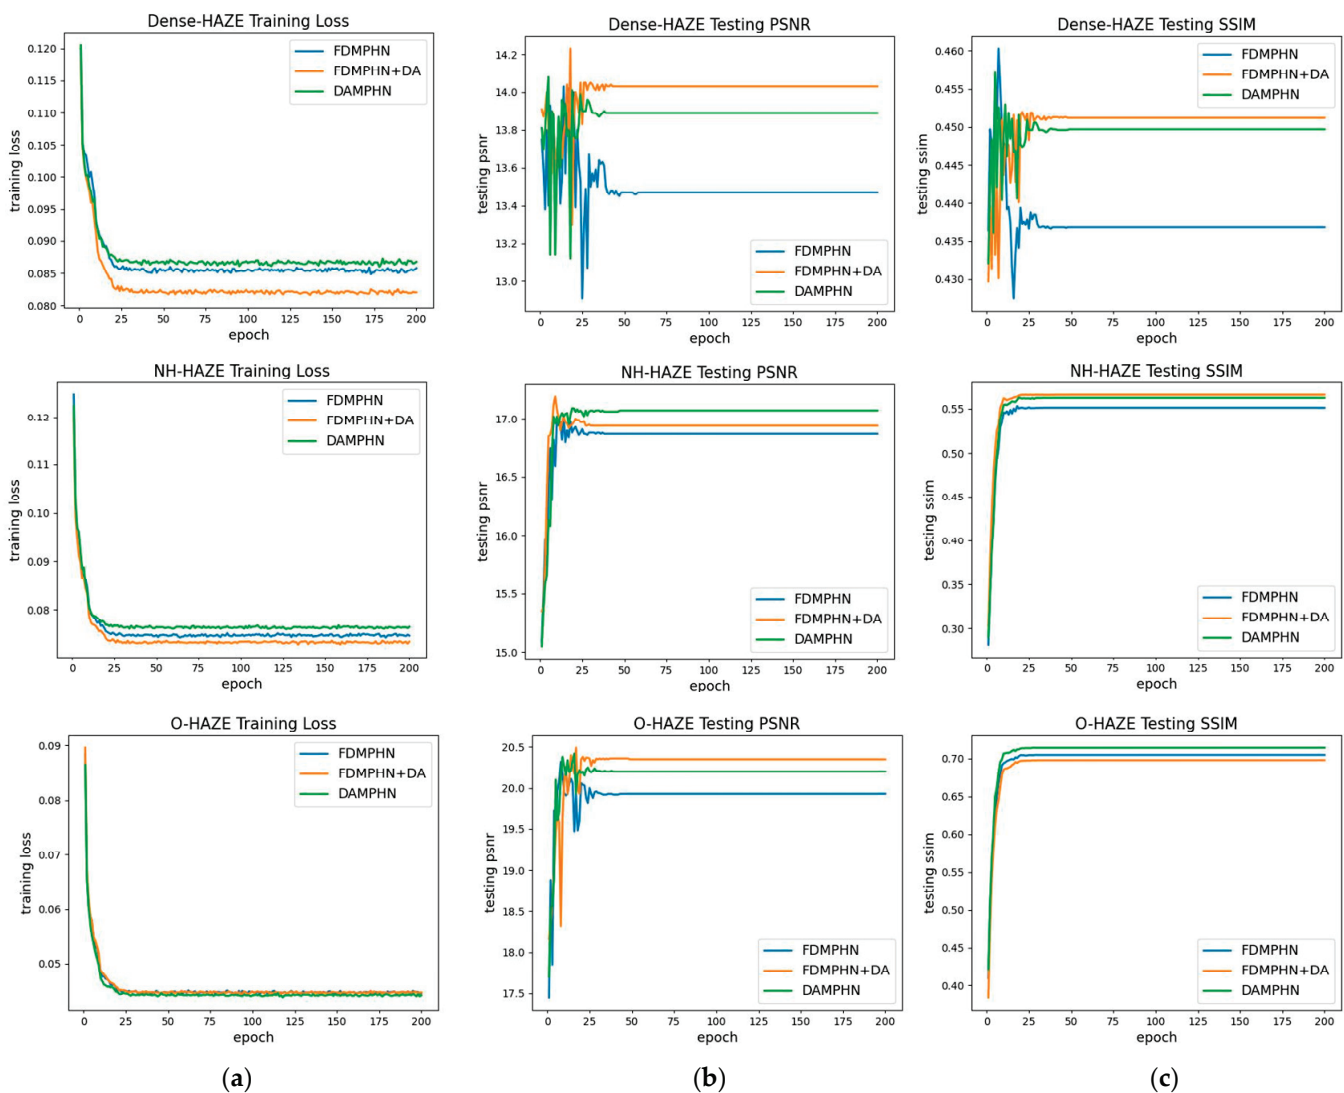 Dense-HAZE Training Loss
0.120
0.115
0.110
0.105
0.100
0.095
0.090
0.085
0.080
training loss
FDMPHN
FDMPHN+DA
DAMPHN
0 25 50 75 100 125 150 175 200
epoch
Dense-HAZE Testing PSNR
14.2
14.0
13.8
13.6
13.4
13.2
13.0
testing psnr
FDMPHN
FDMPHN+DA
DAMPHN
0 25 50 75 100 125 150 175 200
epoch
Dense-HAZE Testing SSIM
0.460
0.455
0.450
0.445
0.440
0.435
0.430
testing ssim
FDMPHN
FDMPHN+DA
DAMPHN
0 25 50 75 100 125 150 175 200
epoch
NH-HAZE Training Loss
0.12
0.11
0.10
0.09
0.08
training loss
FDMPHN
FDMPHN+DA
DAMPHN
0 25 50 75 100 125 150 175 200
epoch
NH-HAZE Testing PSNR
17.0
16.5
16.0
15.5
15.0
testing psnr
FDMPHN
FDMPHN+DA
DAMPHN
0 25 50 75 100 125 150 175 200
epoch
NH-HAZE Testing SSIM
0.55
0.50
0.45
0.40
0.35
0.30
testing ssim
FDMPHN
FDMPHN+DA
DAMPHN
0 25 50 75 100 125 150 175 200
epoch
O-HAZE Training Loss
0.09
0.08
0.07
0.06
0.05
training loss
FDMPHN
FDMPHN+DA
DAMPHN
0 25 50 75 100 125 150 175 200
epoch
O-HAZE Testing PSNR
20.5
20.0
19.5
19.0
18.5
18.0
17.5
testing psnr
FDMPHN
FDMPHN+DA
DAMPHN
0 25 50 75 100 125 150 175 200
epoch
O-HAZE Testing SSIM
0.70
0.65
0.60
0.55
0.50
0.45
0.40
testing ssim
FDMPHN
FDMPHN+DA
DAMPHN
0 25 50 75 100 125 150 175 200
epoch
(a)
(b)
(c)